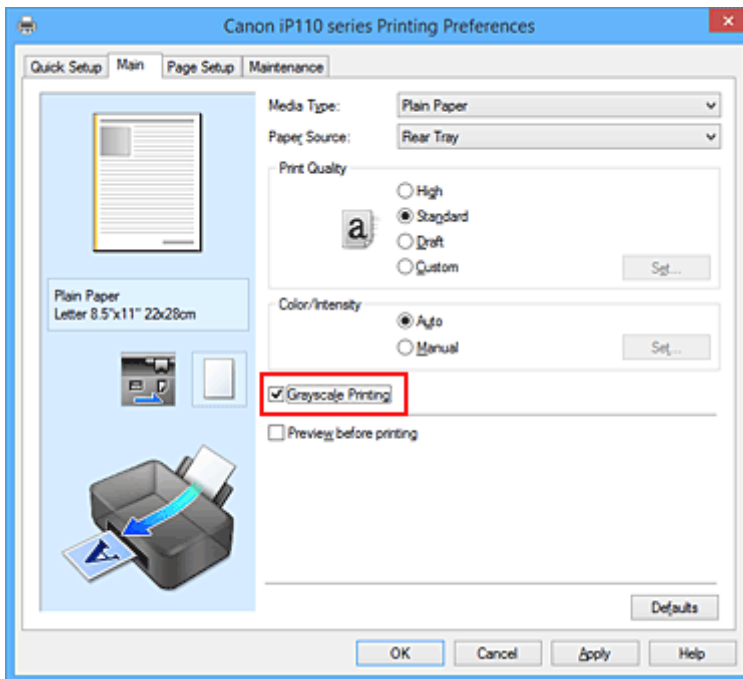 Canon iP110 series Printing Preferences
Quick Setup Main Page Setup Maintenance
Media Type: Plain Paper
Paper Source: Rear Tray
Print Quality
High
a Standard
Draft
Custom Set...
Plain Paper
Letter 8.5"x11" 22x28cm
Color/Intensity
Auto
Manual Set...
Grayscale Printing
Preview before printing
A
Defaults
OK Cancel Apply Help